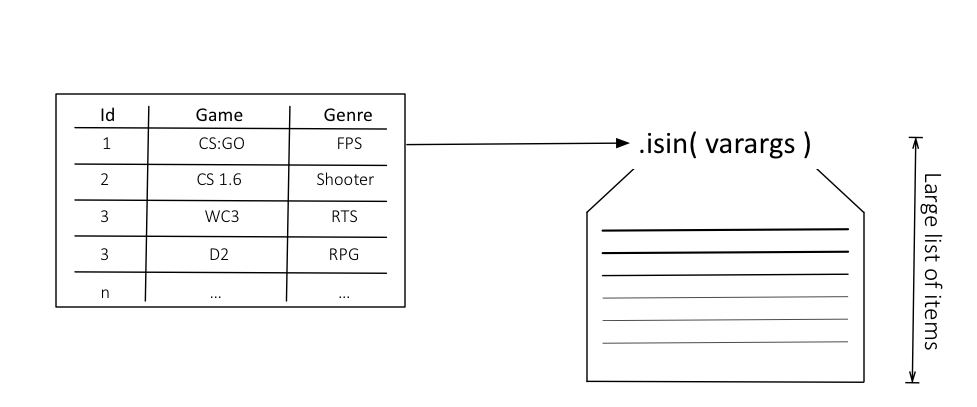 Id Game Genre
1 CS:GO FPS
2 CS 1.6 Shooter
3 WC3 RTS
3 D2 RPG
n ... ...
.isin( varargs )
Large list of items